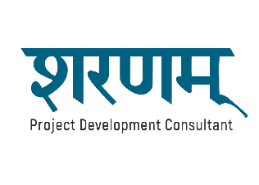 शरणम्
Project Development Consultant